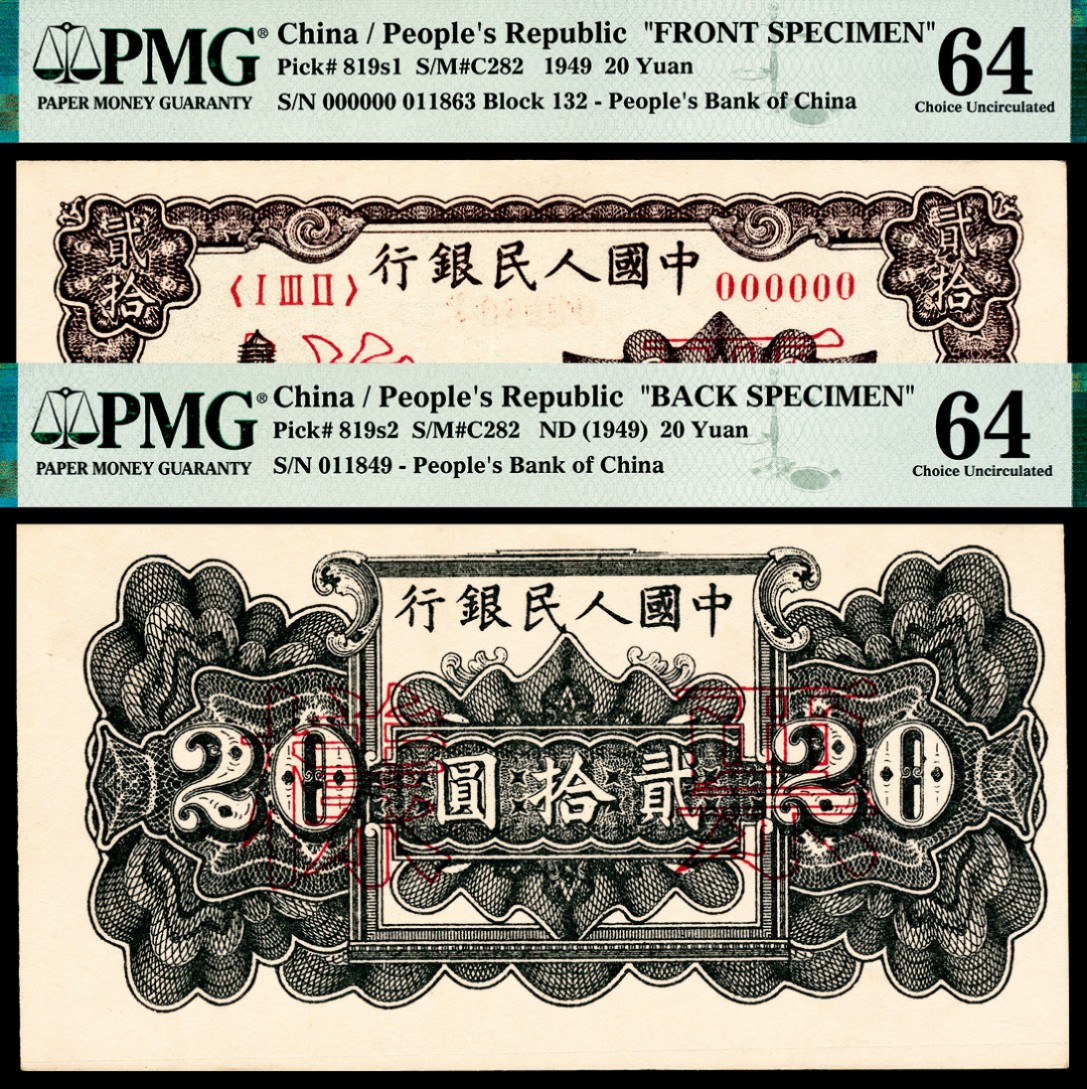 PMG® China / People's Republic "FRONT SPECIMEN" 64
Pick# 819s1 S/M#C282 1949 20 Yuan
PAPER MONEY GUARANTY S/N 000000 011863 Block 132 - People's Bank of China Choice Uncirculated
貳拾 行銀民人國中 貳拾
〈I III II〉 000000
PMG® China / People's Republic "BACK SPECIMEN" 64
Pick# 819s2 S/M#C282 ND (1949) 20 Yuan
PAPER MONEY GUARANTY S/N 011849 - People's Bank of China Choice Uncirculated
行銀民人國中
20 圓拾貳 20
樣票